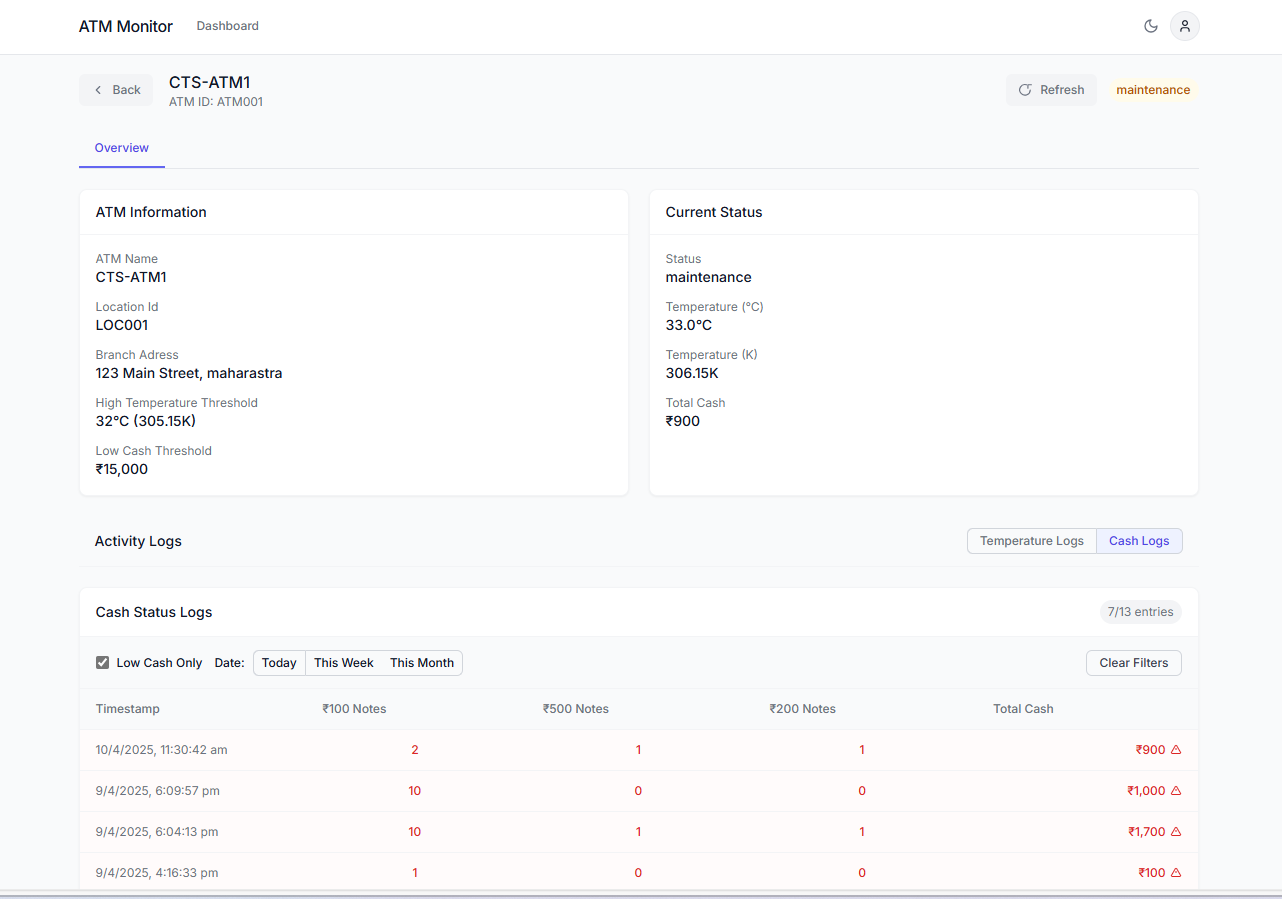 ATM Monitor Dashboard
Back CTS-ATM1 Refresh maintenance
ATM ID: ATM001
Overview
ATM Information
ATM Name
CTS-ATM1
Location Id
LOC001
Branch Adress
123 Main Street, maharastra
High Temperature Threshold
32°C (305.15K)
Low Cash Threshold
₹15,000
Current Status
Status
maintenance
Temperature (°C)
33.0°C
Temperature (K)
306.15K
Total Cash
₹900
Activity Logs Temperature Logs Cash Logs
Cash Status Logs 7/13 entries
Low Cash Only Date: Today This Week This Month Clear Filters
Timestamp ₹100 Notes ₹500 Notes ₹200 Notes Total Cash
10/4/2025, 11:30:42 am 2 1 1 ₹900
9/4/2025, 6:09:57 pm 10 0 0 ₹1,000
9/4/2025, 6:04:13 pm 10 1 1 ₹1,700
9/4/2025, 4:16:33 pm 1 0 0 ₹100